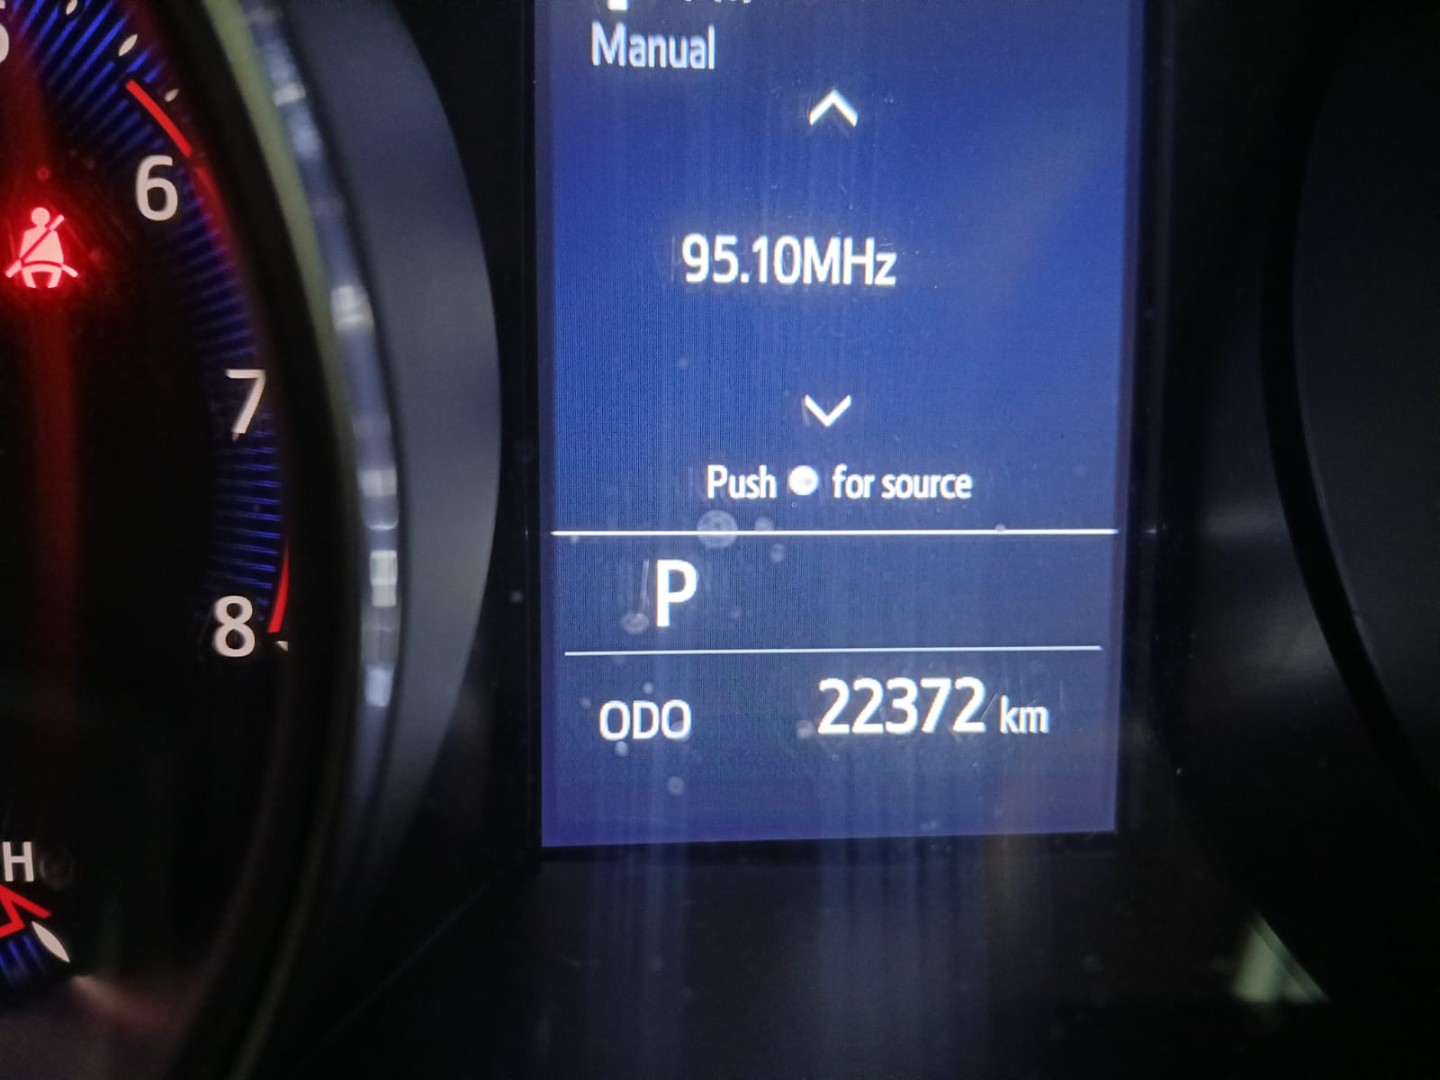 Manual
95.10MHz
Push for source
P
ODO 22372 km
6
7
8
H